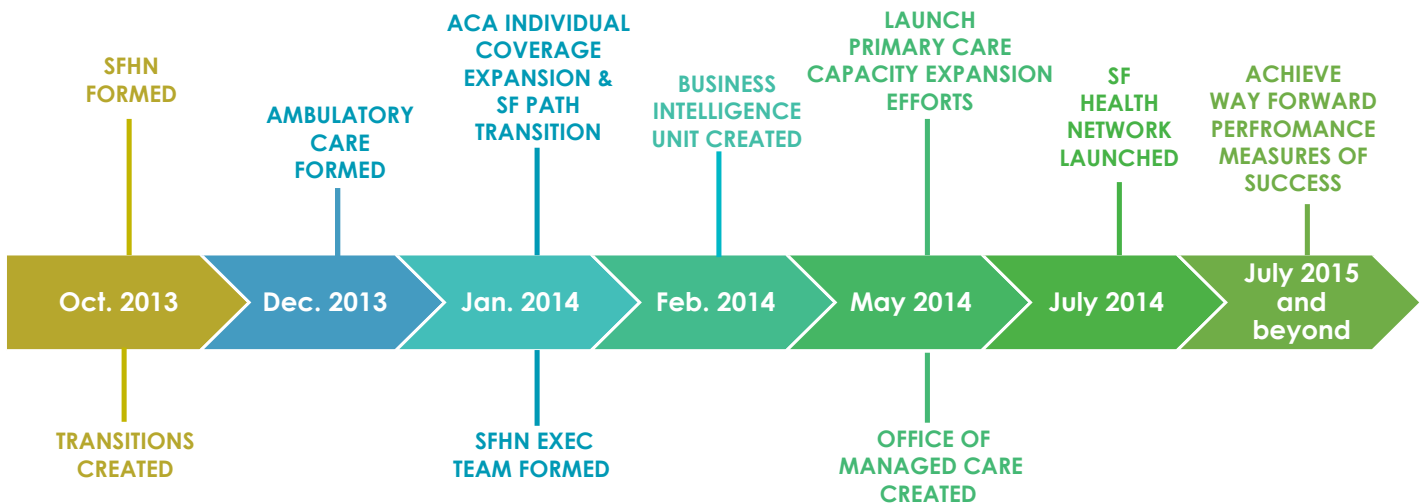 SFHN
FORMED
AMBULATORY
CARE
FORMED
ACA INDIVIDUAL
COVERAGE
EXPANSION &
SF PATH
TRANSITION
BUSINESS
INTELLIGENCE
UNIT CREATED
LAUNCH
PRIMARY CARE
CAPACITY EXPANSION
EFFORTS
SF
HEALTH
NETWORK
LAUNCHED
ACHIEVE
WAY FORWARD
PERFROMANCE
MEASURES OF
SUCCESS
Oct. 2013
Dec. 2013
Jan. 2014
Feb. 2014
May 2014
July 2014
July 2015
and
beyond
TRANSITIONS
CREATED
SFHN EXEC
TEAM FORMED
OFFICE OF
MANAGED CARE
CREATED